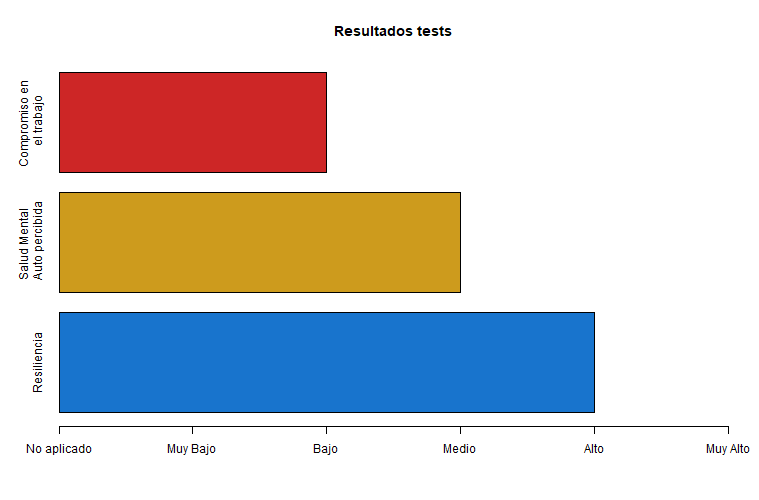 Resultados tests
Compromiso en
el trabajo
Salud Mental
Auto percibida
Resiliencia
No aplicado Muy Bajo Bajo Medio Alto Muy Alto